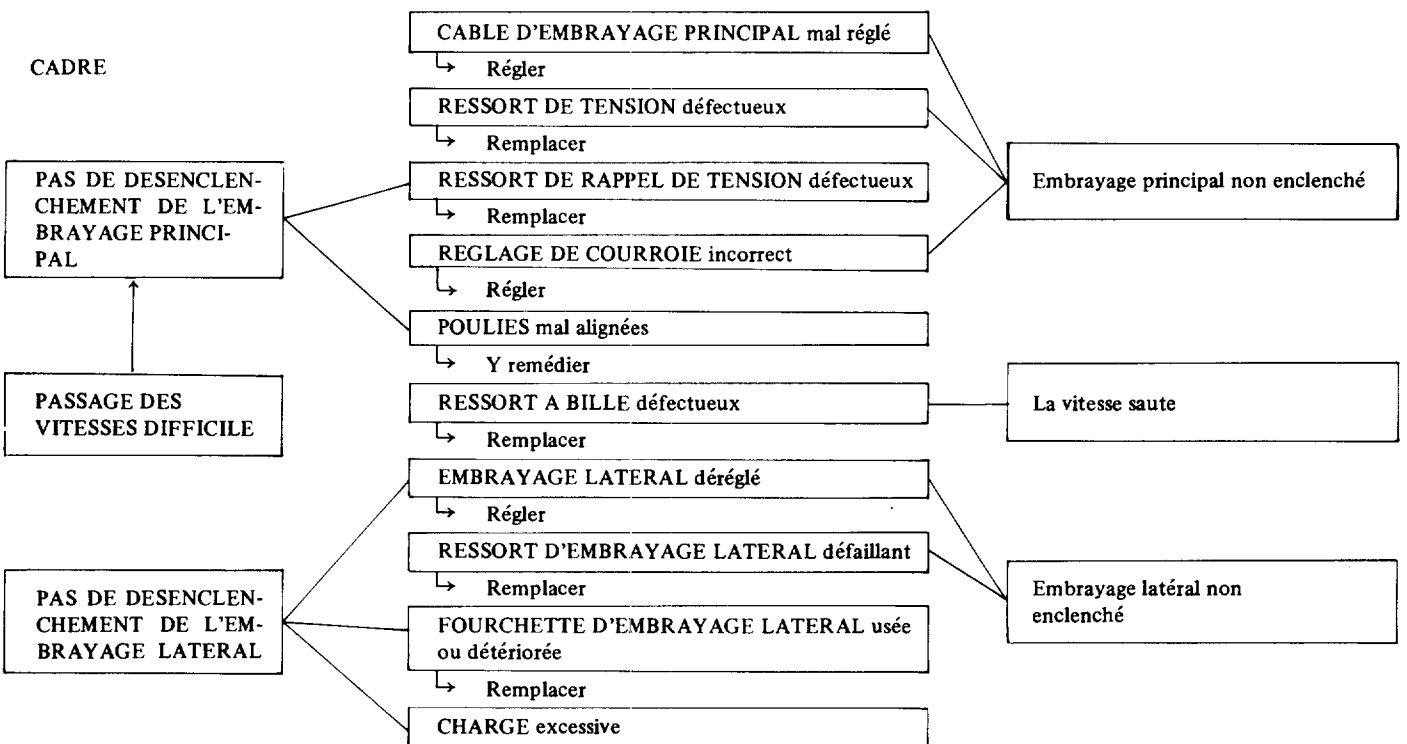 CADRE
PAS DE DESENCLEN-
CHEMENT DE L'EM-
BRAYAGE PRINCI-
PAL
PASSAGE DES
VITESSES DIFFICILE
PAS DE DESENCLEN-
CHEMENT DE L'EM-
BRAYAGE LATERAL
CABLE D'EMBRAYAGE PRINCIPAL mal réglé
↳ Régler
RESSORT DE TENSION défectueux
↳ Remplacer
RESSORT DE RAPPEL DE TENSION défectueux
↳ Remplacer
REGLAGE DE COURROIE incorrect
↳ Régler
POULIES mal alignées
↳ Y remédier
RESSORT A BILLE défectueux
↳ Remplacer
EMBRAYAGE LATERAL déréglé
↳ Régler
RESSORT D'EMBRAYAGE LATERAL défaillant
↳ Remplacer
FOURCHETTE D'EMBRAYAGE LATERAL usée
ou détériorée
↳ Remplacer
CHARGE excessive
Embrayage principal non enclenché
La vitesse saute
Embrayage latéral non
enclenché